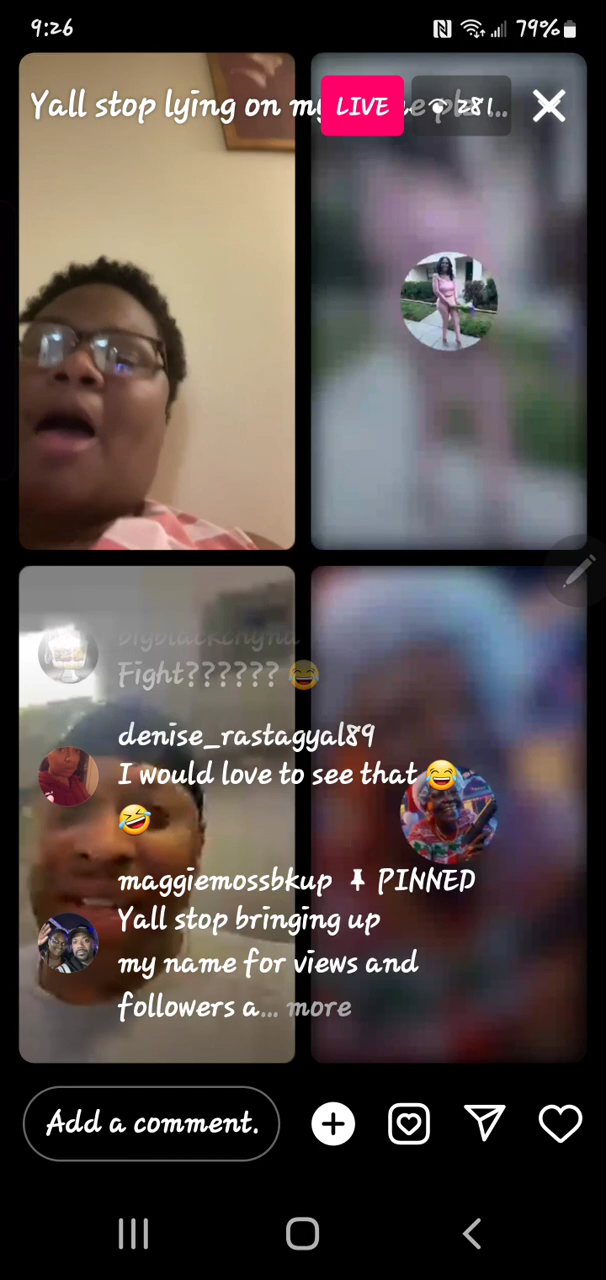 9:26
79%
Yall stop lying on my
LIVE
281...
Fight?????? 😂
denise_rastagyal89
I would love to see that 😂
🤣
maggiemossbkup 📌 PINNED
Yall stop bringing up
my name for views and
followers a... more
Add a comment.